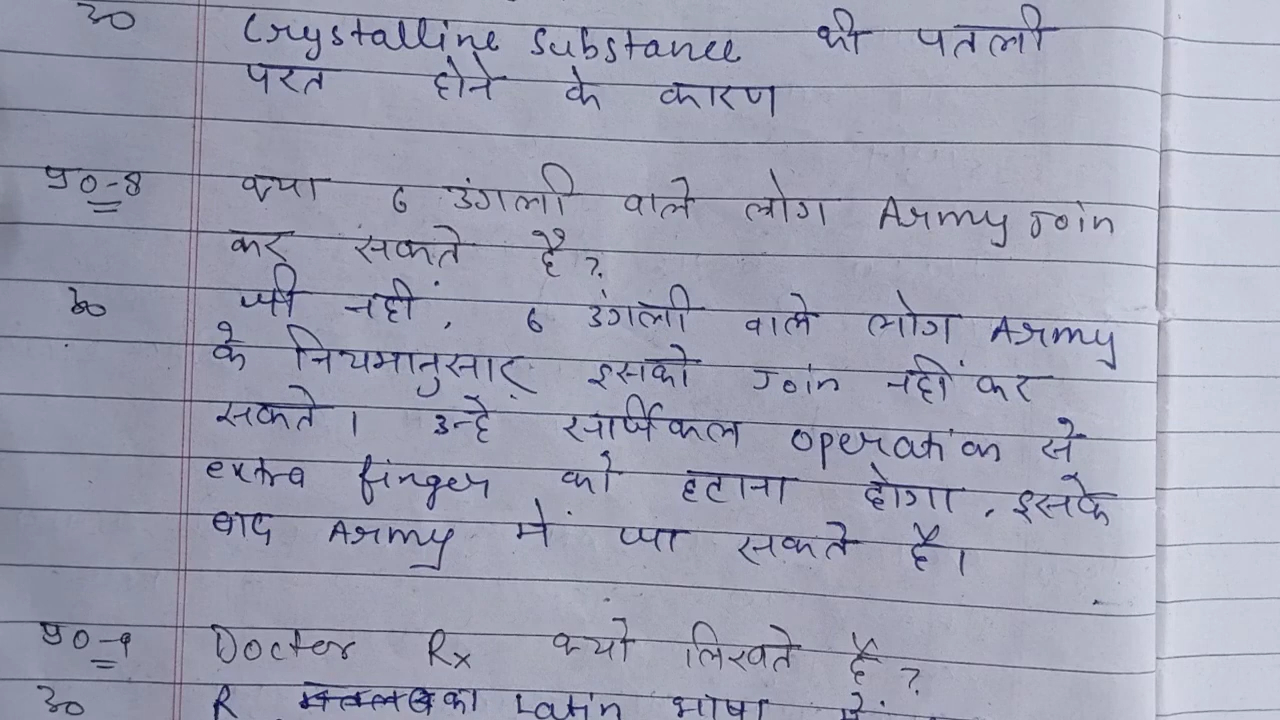 उ० Crystalline substance की पतली
परत होने के कारण
प्र०-8 क्या 6 उंगली वाले लोग Army Join
कर सकते है?
उ० जी नहीं, 6 उंगली वाले लोग Army
के नियमानुसार इसको Join नहीं कर
सकते। उन्हे सार्जिकल operation से
extra finger को हटाना होगा, इसके
बाद Army में जा सकते है।
प्र०-9 Doctor Rx क्यो लिखते है?
उ० R का Latin भाषा में